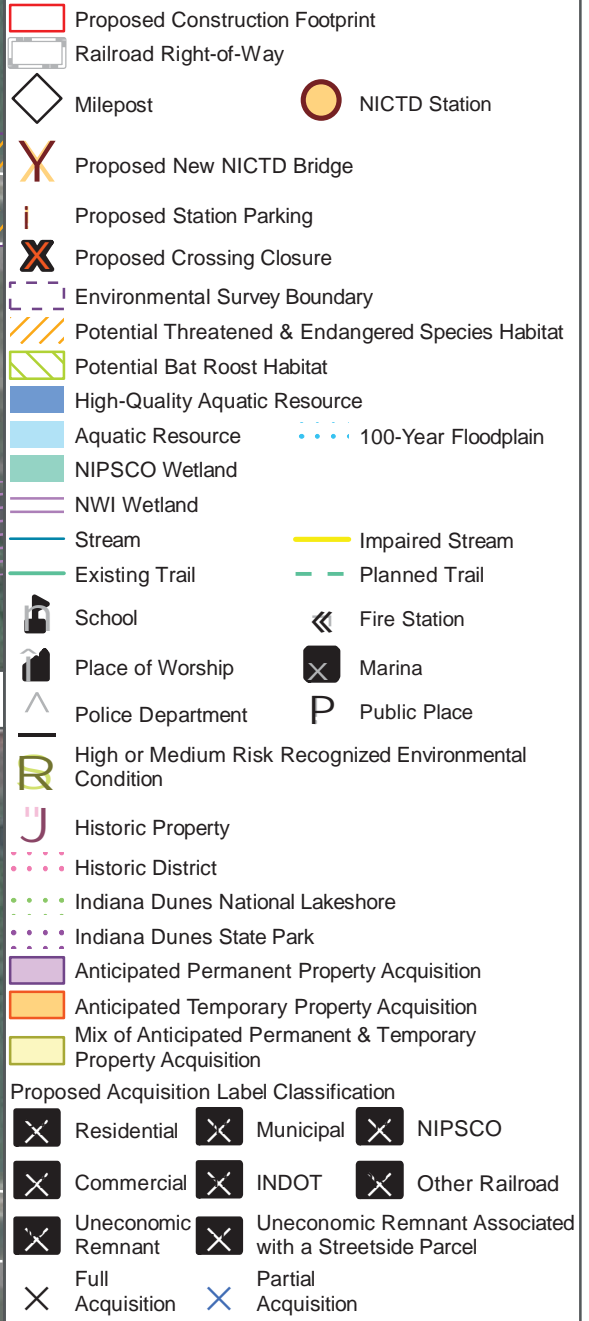 Proposed Construction Footprint
Railroad Right-of-Way
Milepost
NICTD Station
Proposed New NICTD Bridge
Proposed Station Parking
Proposed Crossing Closure
Environmental Survey Boundary
Potential Threatened & Endangered Species Habitat
Potential Bat Roost Habitat
High-Quality Aquatic Resource
Aquatic Resource
100-Year Floodplain
NIPSCO Wetland
NWI Wetland
Stream
Impaired Stream
Existing Trail
Planned Trail
School
Fire Station
Place of Worship
Marina
Police Department
P Public Place
High or Medium Risk Recognized Environmental
Condition
Historic Property
Historic District
Indiana Dunes National Lakeshore
Indiana Dunes State Park
Anticipated Permanent Property Acquisition
Anticipated Temporary Property Acquisition
Mix of Anticipated Permanent & Temporary
Property Acquisition
Proposed Acquisition Label Classification
Residential
Municipal
NIPSCO
Commercial
INDOT
Other Railroad
Uneconomic
Remnant
Uneconomic Remnant Associated
with a Streetside Parcel
Full
Acquisition
Partial
Acquisition